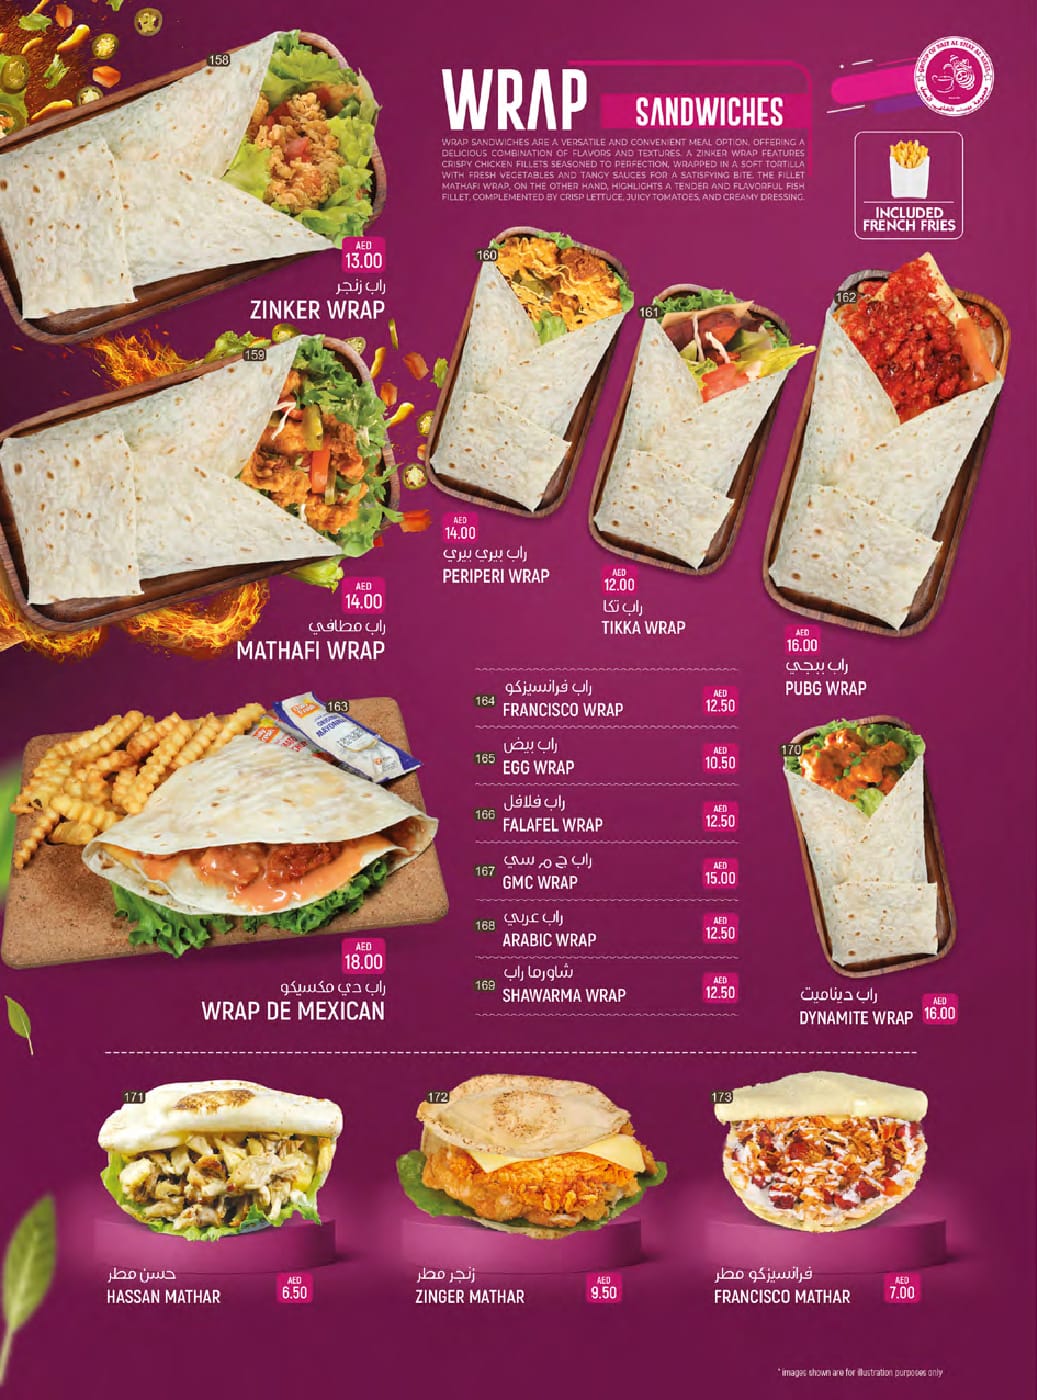 WRAP
SANDWICHES
WRAP SANDWICHES ARE A VERSATILE AND CONVENIENT MEAL OPTION, OFFERING A
DELICIOUS COMBINATION OF FLAVORS AND TEXTURES. A ZINKER WRAP FEATURES
CRISPY CHICKEN FILLETS SEASONED TO PERFECTION, WRAPPED IN A SOFT TORTILLA
WITH FRESH VEGETABLES AND TANGY SAUCES FOR A SATISFYING BITE. THE FILLET
MATHAFI WRAP, ON THE OTHER HAND, HIGHLIGHTS A TENDER AND FLAVORFUL FISH
FILLET, COMPLEMENTED BY CRISP LETTUCE, JUICY TOMATOES, AND CREAMY DRESSING.
INCLUDED
FRENCH FRIES
158
AED
13.00
راب زنجر
ZINKER WRAP
159
AED
14.00
راب مطافي
MATHAFI WRAP
160
AED
14.00
راب بيري بيري
PERIPERI WRAP
161
AED
12.00
راب تكا
TIKKA WRAP
162
AED
16.00
راب ببجي
PUBG WRAP
163
AED
18.00
راب دي مكسيكو
WRAP DE MEXICAN
164
راب فرانسيزكو
FRANCISCO WRAP
AED
12.50
165
راب بيض
EGG WRAP
AED
10.50
166
راب فلافل
FALAFEL WRAP
AED
12.50
167
راب ج م سي
GMC WRAP
AED
15.00
168
راب عربي
ARABIC WRAP
AED
12.50
169
شاورما راب
SHAWARMA WRAP
AED
12.50
170
راب ديناميت
DYNAMITE WRAP
AED
16.00
171
حسن مطر
HASSAN MATHAR
AED
6.50
172
زنجر مطر
ZINGER MATHAR
AED
9.50
173
فرانسيزكو مطر
FRANCISCO MATHAR
AED
7.00
* images shown are for illustration purposes only